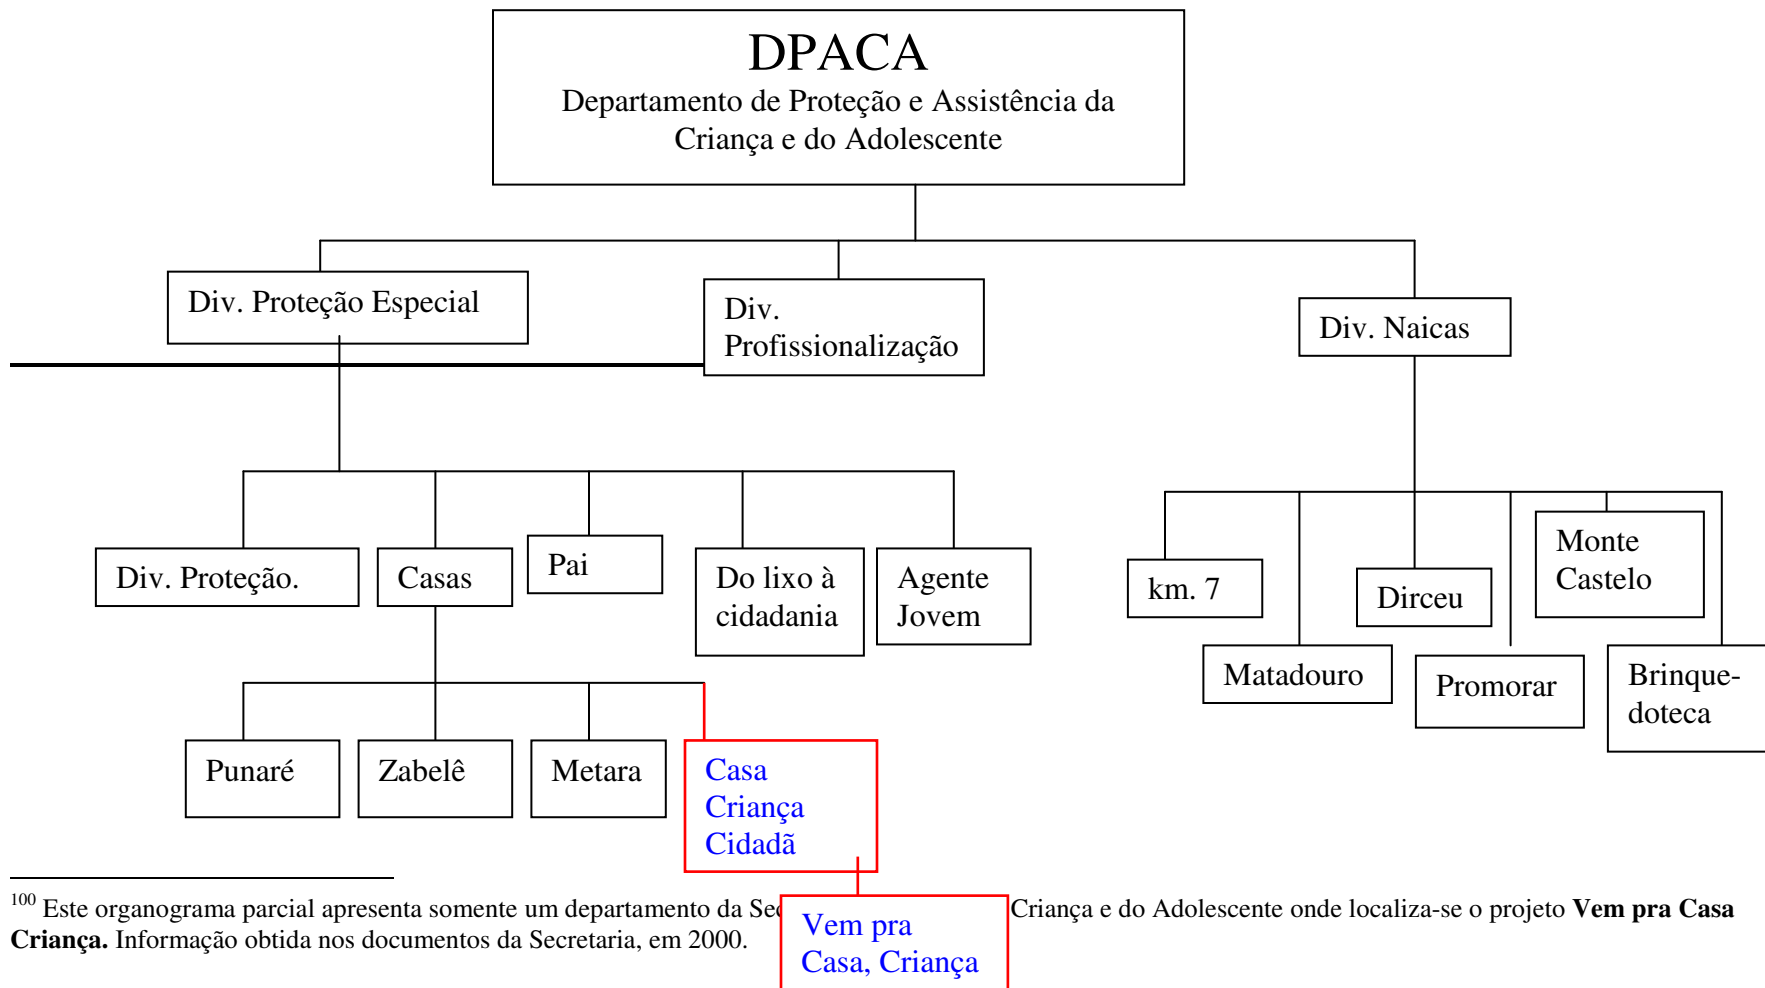 DPACA
Departamento de Proteção e Assistência da
Criança e do Adolescente
Div. Proteção Especial
Div.
Profissionalização
Div. Naicas
Div. Proteção.
Casas
Pai
Do lixo à
cidadania
Agente
Jovem
km. 7
Matadouro
Dirceu
Promorar
Monte
Castelo
Brinque-
doteca
Punaré
Zabelê
Metara
Casa
Criança
Cidadã
Vem pra
Casa, Criança
100 Este organograma parcial apresenta somente um departamento da Criança e do Adolescente onde localiza-se o projeto Vem pra Casa
Criança. Informação obtida nos documentos da Secretaria, em 2000.